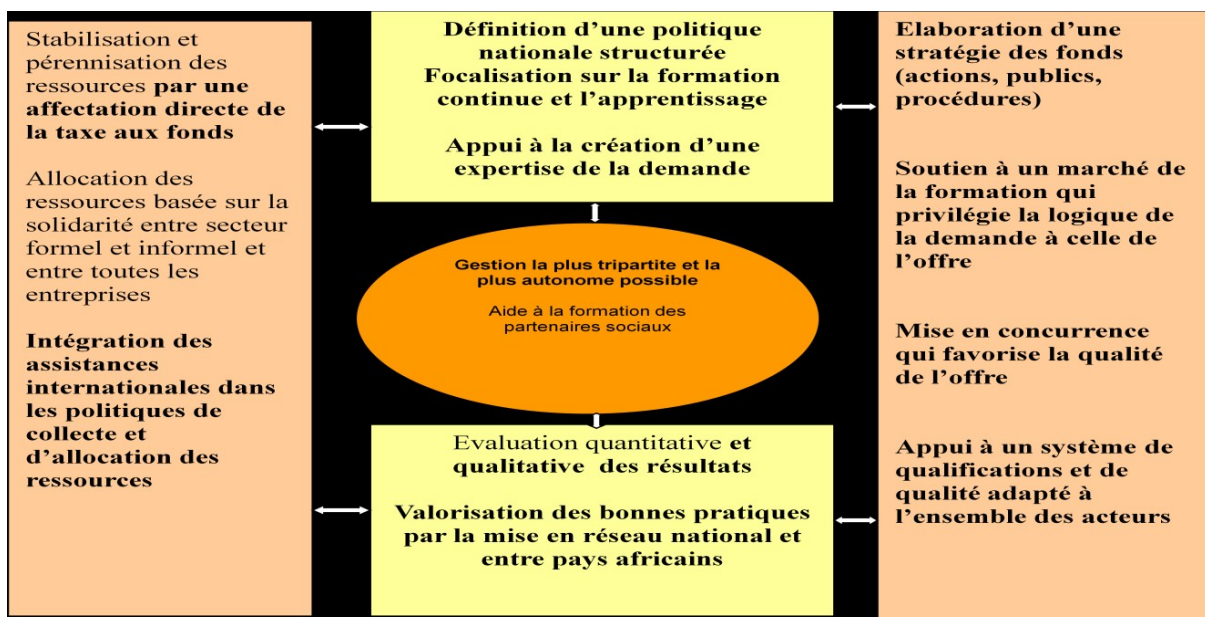 Stabilisation et
pérennisation des
ressources par une
affectation directe de
la taxe aux fonds
Allocation des
ressources basée sur la
solidarité entre secteur
formel et informel et
entre toutes les
entreprises
Intégration des
assistances
internationales dans
les politiques de
collecte et
d’allocation des
ressources
Définition d’une politique
nationale structurée
Focalisation sur la formation
continue et l’apprentissage
Appui à la création d’une
expertise de la demande
Gestion la plus tripartite et la
plus autonome possible
Aide à la formation des
partenaires sociaux
Evaluation quantitative et
qualitative des résultats
Valorisation des bonnes pratiques
par la mise en réseau national et
entre pays africains
Elaboration d’une
stratégie des fonds
(actions, publics,
procédures)
Soutien à un marché de
la formation qui
privilégie la logique de
la demande à celle de
l’offre
Mise en concurrence
qui favorise la qualité
de l’offre
Appui à un système de
qualifications et de
qualité adapté à
l’ensemble des acteurs